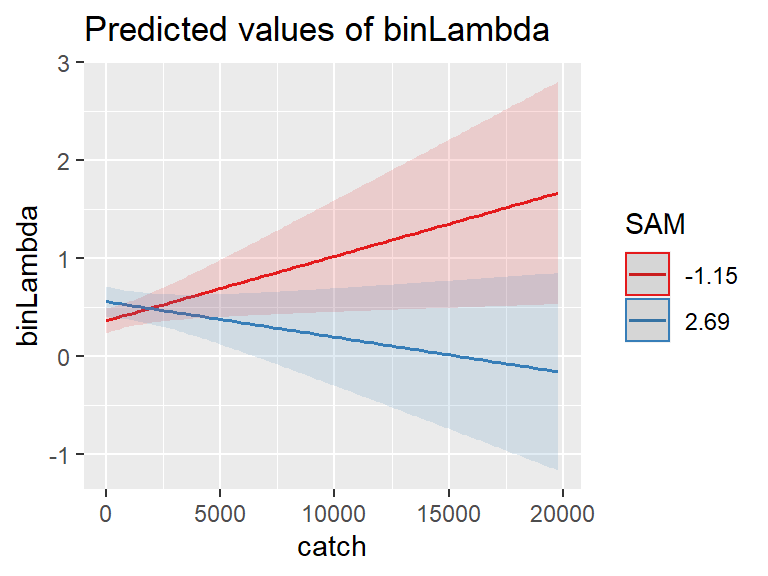 Predicted values of binLambda
3
2
1
0
-1
binLambda
0 5000 10000 15000 20000
catch
SAM
-1.15
2.69